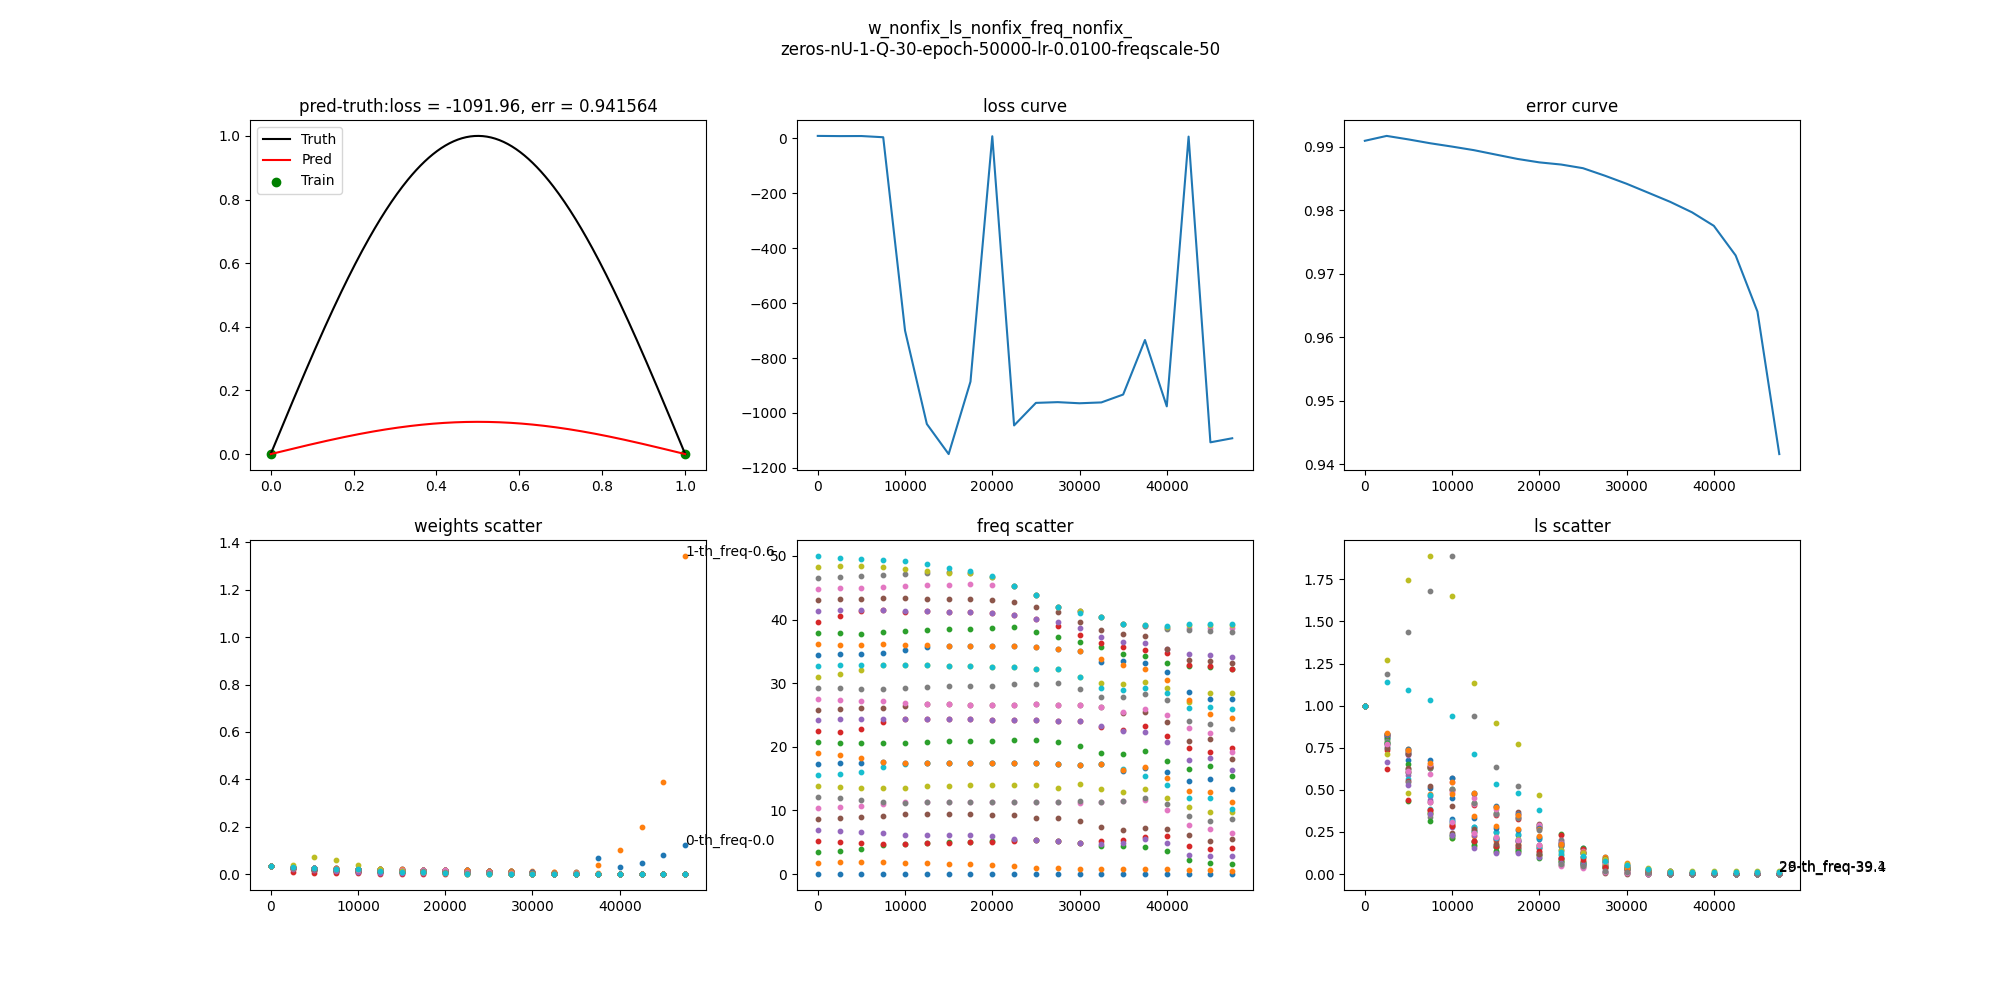 w_nonfix_ls_nonfix_freq_nonfix_
zeros-nU-1-Q-30-epoch-50000-lr-0.0100-freqscale-50
pred-truth:loss = -1091.96, err = 0.941564
1.0
0.8
0.6
0.4
0.2
0.0
Truth
Pred
Train
0.0 0.2 0.4 0.6 0.8 1.0
loss curve
0
−200
−400
−600
−800
−1000
−1200
0 10000 20000 30000 40000
error curve
0.99
0.98
0.97
0.96
0.95
0.94
0 10000 20000 30000 40000
weights scatter
1.4
1.2
1.0
0.8
0.6
0.4
0.2
0.0
1-th_freq-0.6
0-th_freq-0.0
0 10000 20000 30000 40000
freq scatter
50
40
30
20
10
0
0 10000 20000 30000 40000
ls scatter
1.75
1.50
1.25
1.00
0.75
0.50
0.25
0.00
0 10000 20000 30000 40000